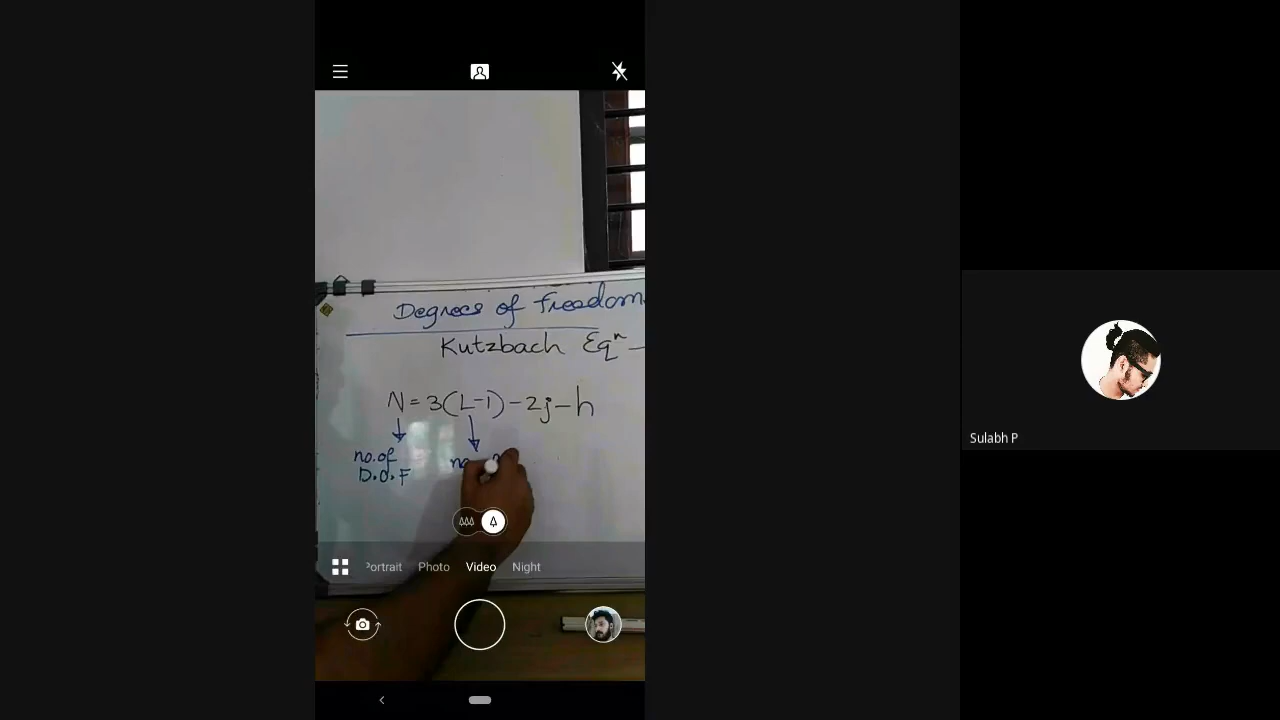 Degrees of freedom
Kutzbach Eqⁿ –
N = 3(L-1) - 2j - h
no. of
D.o.F
Portrait Photo Video Night
Sulabh P